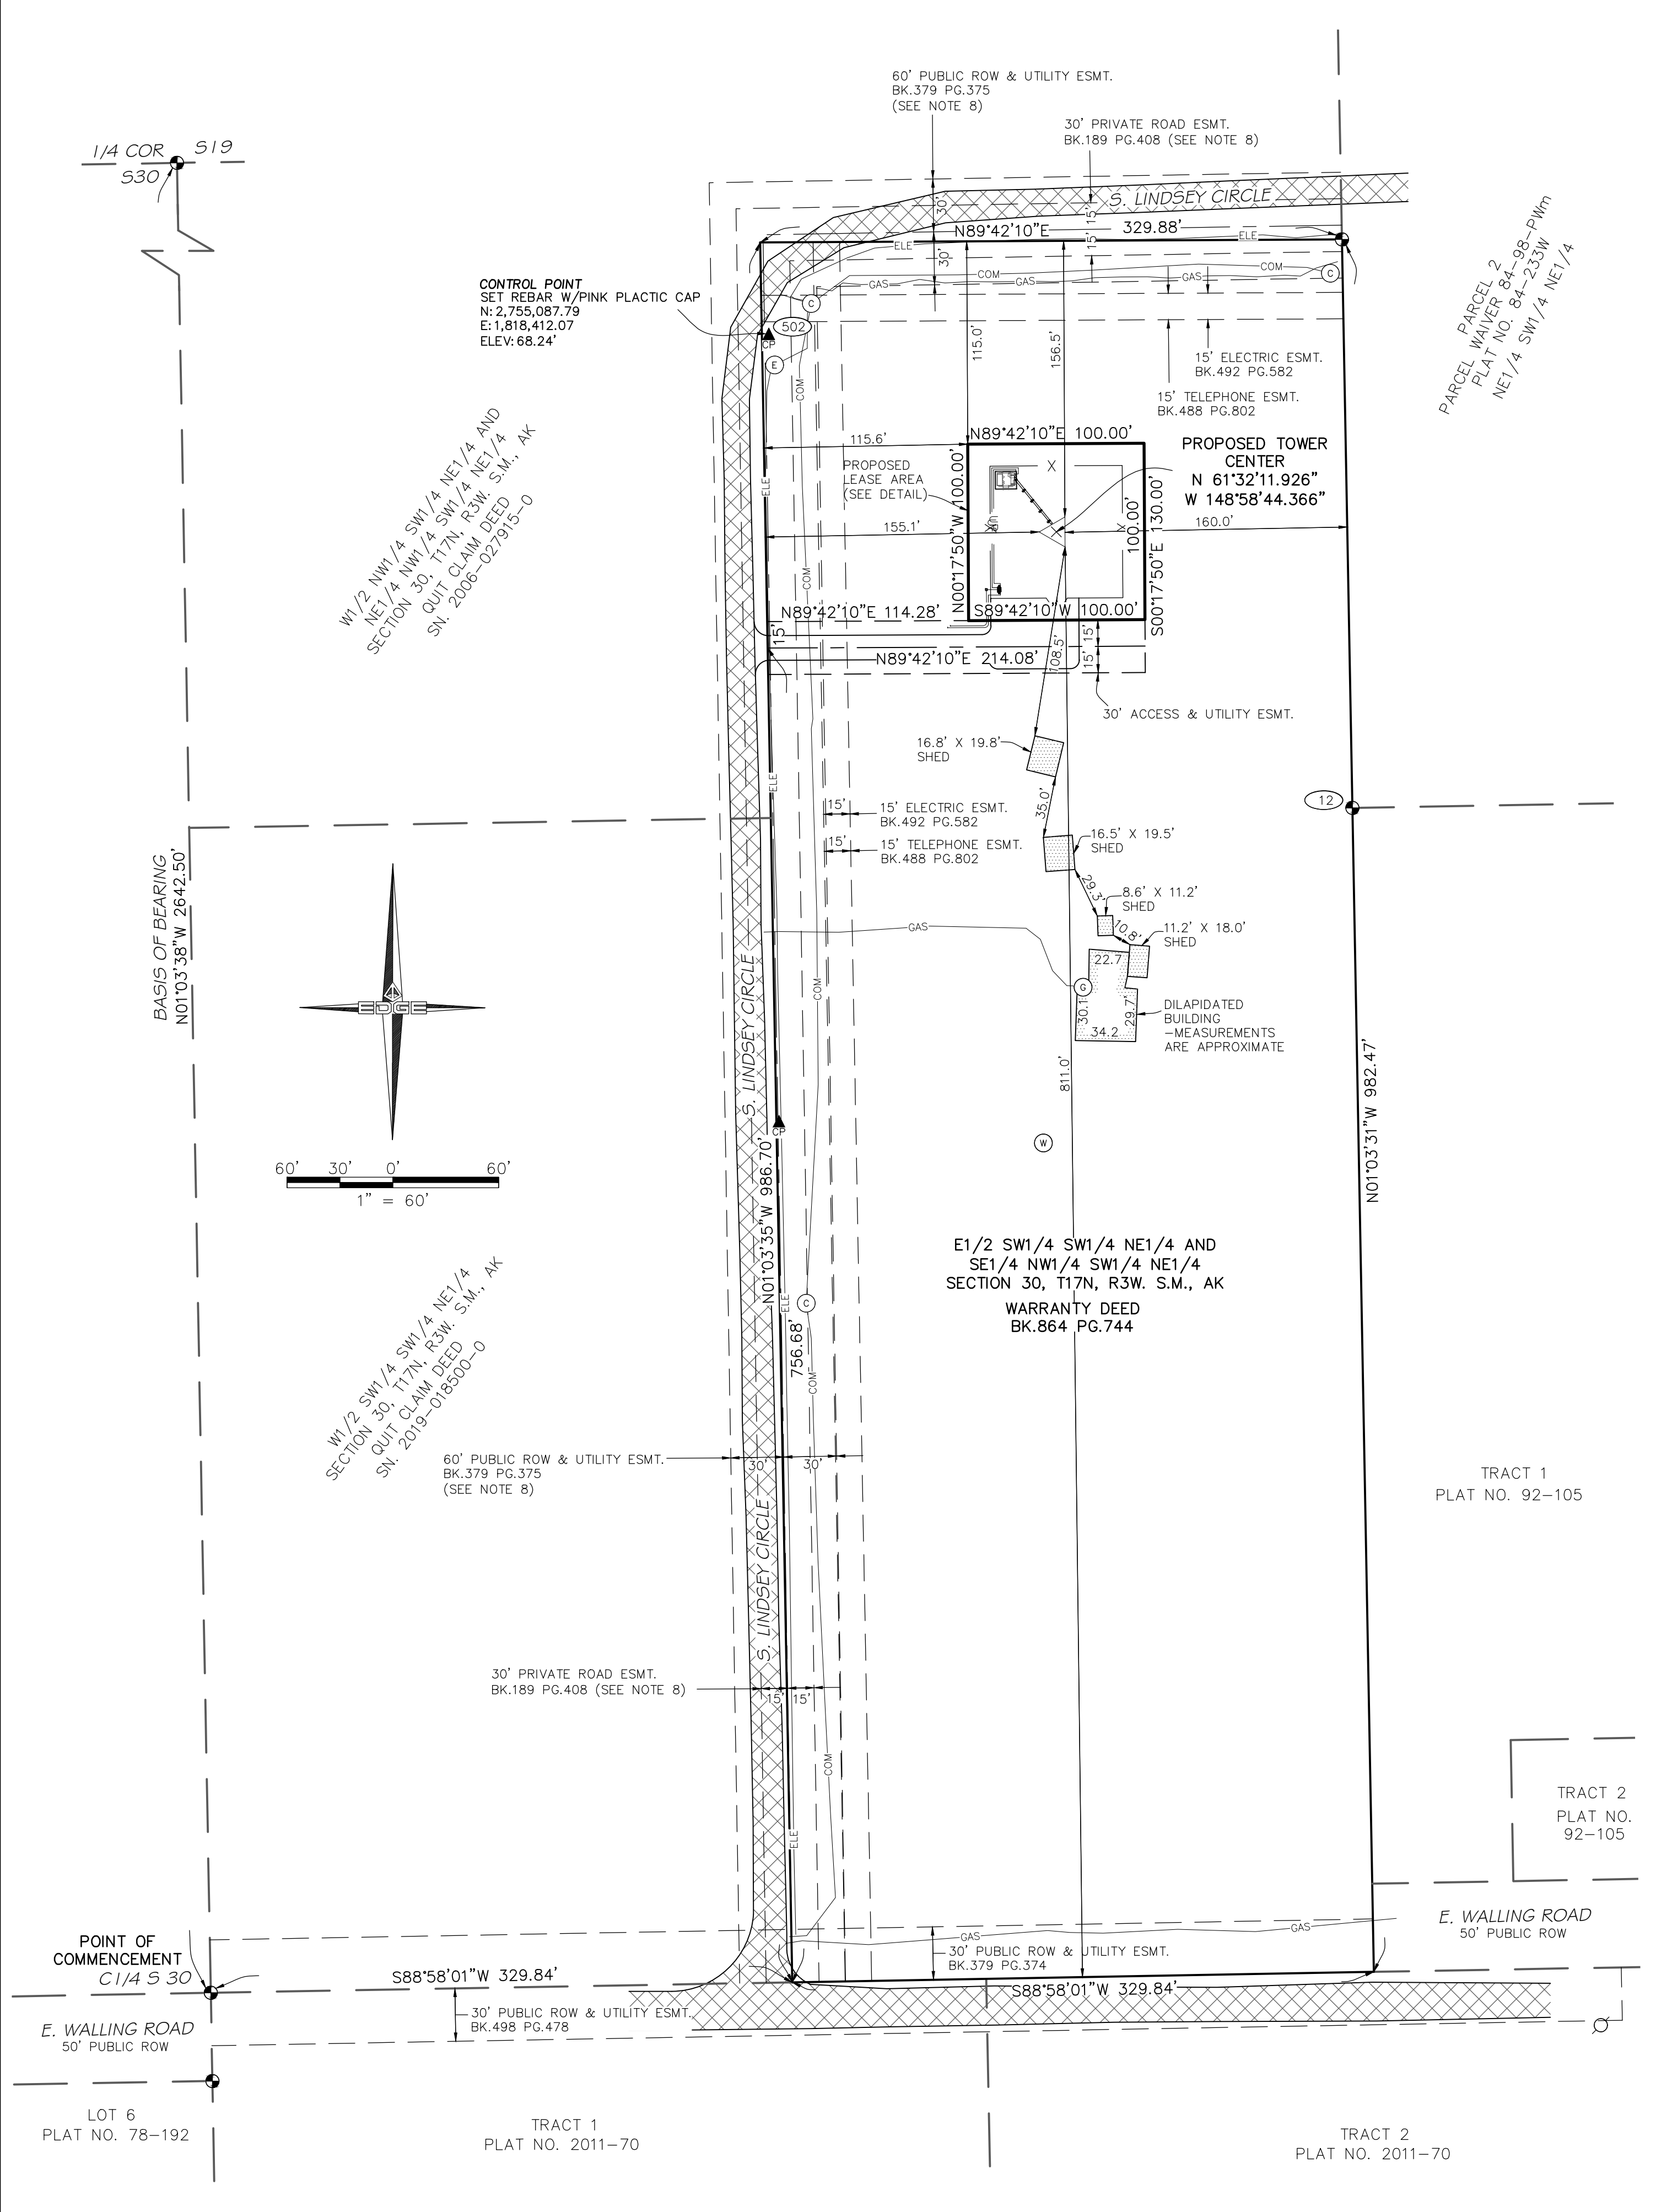 60' PUBLIC ROW & UTILITY ESMT.
BK.379 PG.375
(SEE NOTE 8)
30' PRIVATE ROAD ESMT.
BK.189 PG.408 (SEE NOTE 8)
1/4 COR
S19
S30
S. LINDSEY CIRCLE
30'
15'
15'
N89°42'10"E
329.88'
ELE
ELE
30'
COM
COM
GAS
GAS
GAS
C
C
PARCEL 2
PARCEL WAIVER 84-98-PWm
PLAT NO. 84-233W
NE1/4 SW1/4 NE1/4
CONTROL POINT
SET REBAR W/PINK PLACTIC CAP
N: 2,755,087.79
E: 1,818,412.07
ELEV: 68.24'
502
CP
E
115.0'
156.5'
15' ELECTRIC ESMT.
BK.492 PG.582
15' TELEPHONE ESMT.
BK.488 PG.802
COM
W1/2 NW1/4 SW1/4 NE1/4 AND
NE1/4 NW1/4 SW1/4 NE1/4
SECTION 30, T17N, R3W. S.M., AK
QUIT CLAIM DEED
SN. 2006-027915-0
115.6'
N89°42'10"E 100.00'
PROPOSED TOWER
CENTER
N 61°32'11.926"
W 148°58'44.366"
PROPOSED
LEASE AREA
(SEE DETAIL)
X
X
X
ELE
155.1'
160.0'
N00°17'50"W 100.00'
100.00'
S00°17'50"E 130.00'
COM
N89°42'10"E 114.28'
S89°42'10"W 100.00'
15'
15'
15'
108.5'
N89°42'10"E 214.08'
30' ACCESS & UTILITY ESMT.
16.8' X 19.8'
SHED
ELE
35.0'
12
15'
15' ELECTRIC ESMT.
BK.492 PG.582
15'
15' TELEPHONE ESMT.
BK.488 PG.802
16.5' X 19.5'
SHED
29.3'
8.6' X 11.2'
SHED
10.8'
11.2' X 18.0'
SHED
GAS
BASIS OF BEARING
N01°03'38"W 2642.50'
EDGE
COM
S. LINDSEY CIRCLE
22.7
G
30.1
29.7'
34.2
DILAPIDATED
BUILDING
-MEASUREMENTS
ARE APPROXIMATE
811.0'
N01°03'31"W 982.47'
CP
W
60' 30' 0' 60'
1" = 60'
N01°03'35"W 986.70'
ELE
C
756.68'
COM
E1/2 SW1/4 SW1/4 NE1/4 AND
SE1/4 NW1/4 SW1/4 NE1/4
SECTION 30, T17N, R3W. S.M., AK
WARRANTY DEED
BK.864 PG.744
W1/2 SW1/4 SW1/4 NE1/4
SECTION 30, T17N, R3W. S.M., AK
QUIT CLAIM DEED
SN. 2019-018500-0
60' PUBLIC ROW & UTILITY ESMT.
BK.379 PG.375
(SEE NOTE 8)
30'
30'
TRACT 1
PLAT NO. 92-105
S. LINDSEY CIRCLE
30' PRIVATE ROAD ESMT.
BK.189 PG.408 (SEE NOTE 8)
15'
15'
COM
ELE
TRACT 2
PLAT NO.
92-105
E. WALLING ROAD
50' PUBLIC ROW
GAS
GAS
30' PUBLIC ROW & UTILITY ESMT.
BK.379 PG.374
POINT OF
COMMENCEMENT
C1/4 S 30
S88°58'01"W 329.84'
S88°58'01"W 329.84'
30' PUBLIC ROW & UTILITY ESMT.
BK.498 PG.478
E. WALLING ROAD
50' PUBLIC ROW
LOT 6
PLAT NO. 78-192
TRACT 1
PLAT NO. 2011-70
TRACT 2
PLAT NO. 2011-70